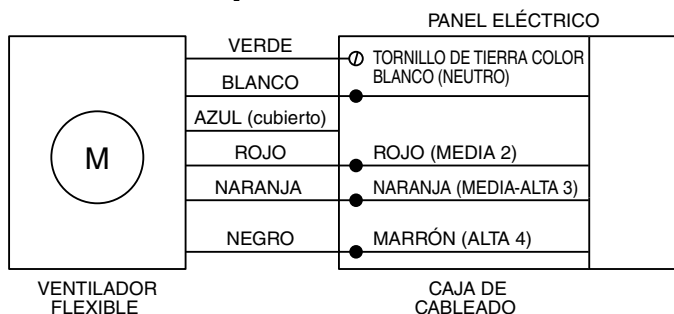 PANEL ELÉCTRICO
VERDE
TORNILLO DE TIERRA COLOR
BLANCO
BLANCO (NEUTRO)
AZUL (cubierto)
M
ROJO
ROJO (MEDIA 2)
NARANJA
NARANJA (MEDIA-ALTA 3)
NEGRO
MARRÓN (ALTA 4)
VENTILADOR
FLEXIBLE
CAJA DE
CABLEADO